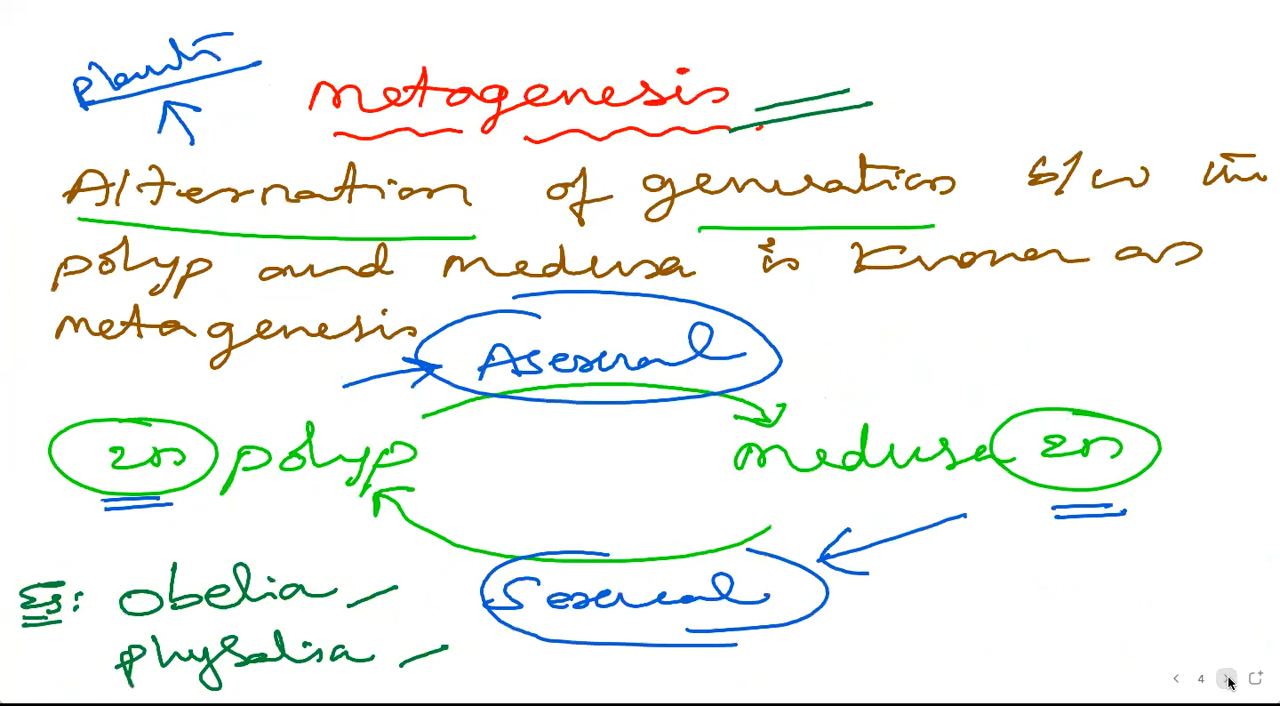 plants
metagenesis
Alternation of generation b/w the
polyp and medusa is known as
metagenesis
Asexual
2n polyp medusa 2n
Sexual
Eg: Obelia
physalia
4